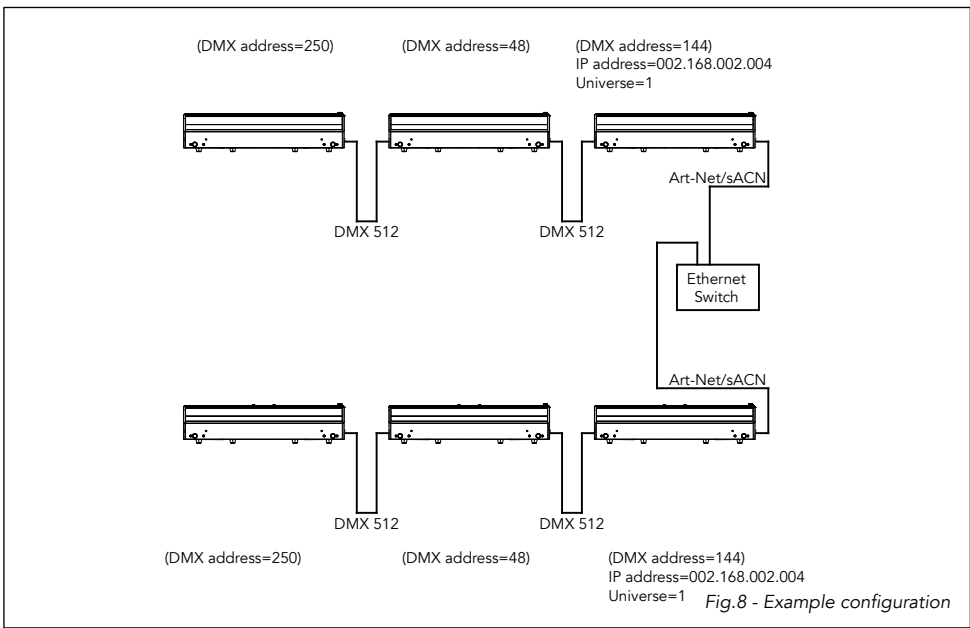 (DMX address=250)
(DMX address=48)
(DMX address=144)
IP address=002.168.002.004
Universe=1
Art-Net/sACN
DMX 512
DMX 512
Ethernet
Switch
Art-Net/sACN
DMX 512
DMX 512
(DMX address=250)
(DMX address=48)
(DMX address=144)
IP address=002.168.002.004
Universe=1
Fig.8 - Example configuration